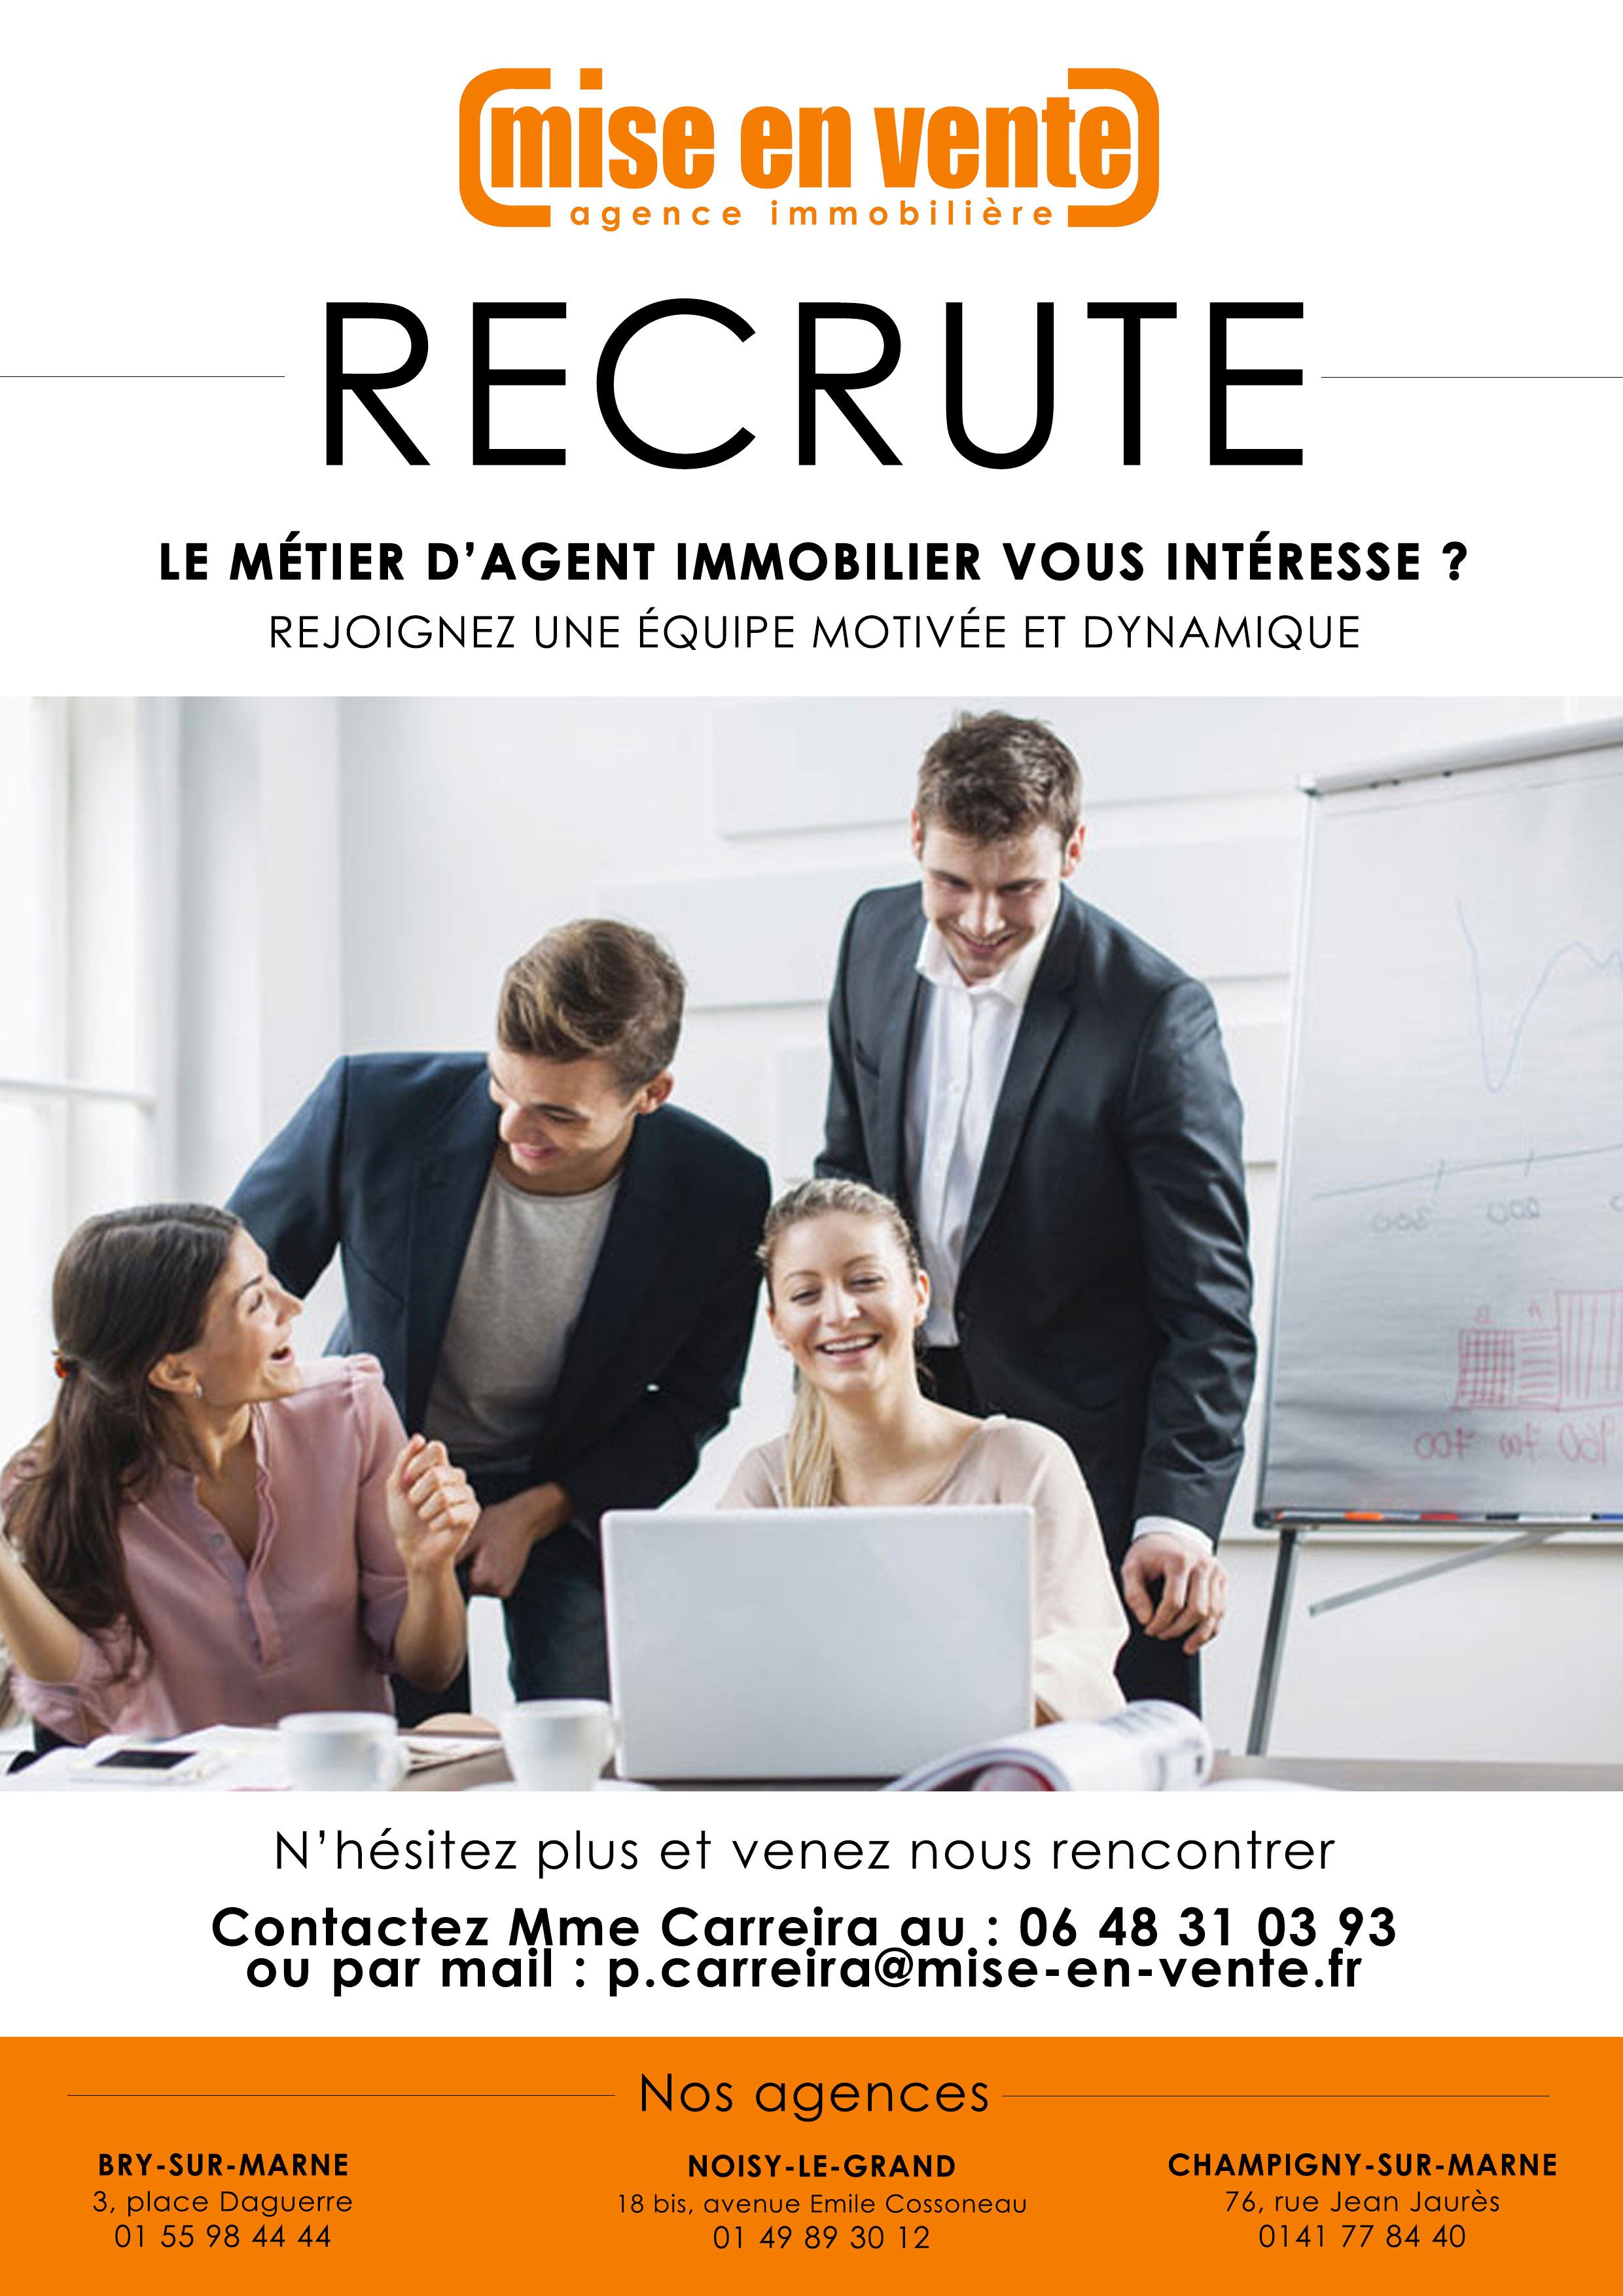 mise en vente
agence immobilière
RECRUTE
LE MÉTIER D’AGENT IMMOBILIER VOUS INTÉRESSE ?
REJOIGNEZ UNE ÉQUIPE MOTIVÉE ET DYNAMIQUE
N’hésitez plus et venez nous rencontrer
Contactez Mme Carreira au : 06 48 31 03 93
ou par mail : p.carreira@mise-en-vente.fr
Nos agences
BRY-SUR-MARNE
3, place Daguerre
01 55 98 44 44
NOISY-LE-GRAND
18 bis, avenue Emile Cossoneau
01 49 89 30 12
CHAMPIGNY-SUR-MARNE
76, rue Jean Jaurès
0141 77 84 40